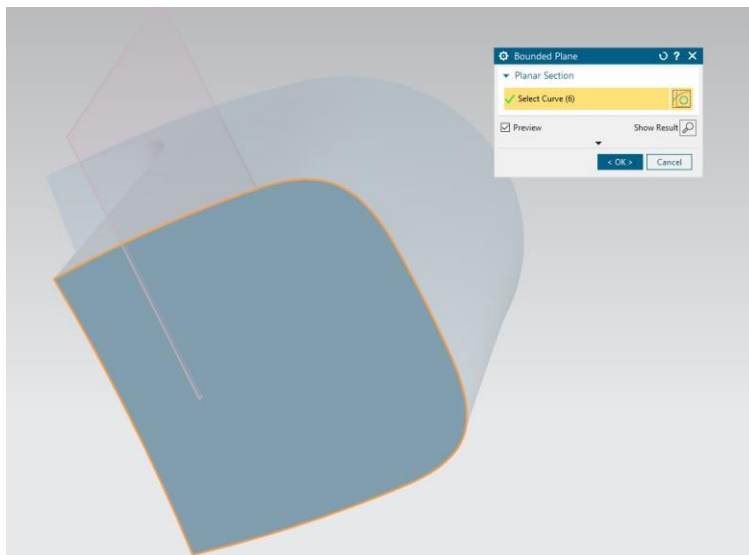 Bounded Plane
Planar Section
Select Curve (6)
Preview Show Result
< OK > Cancel